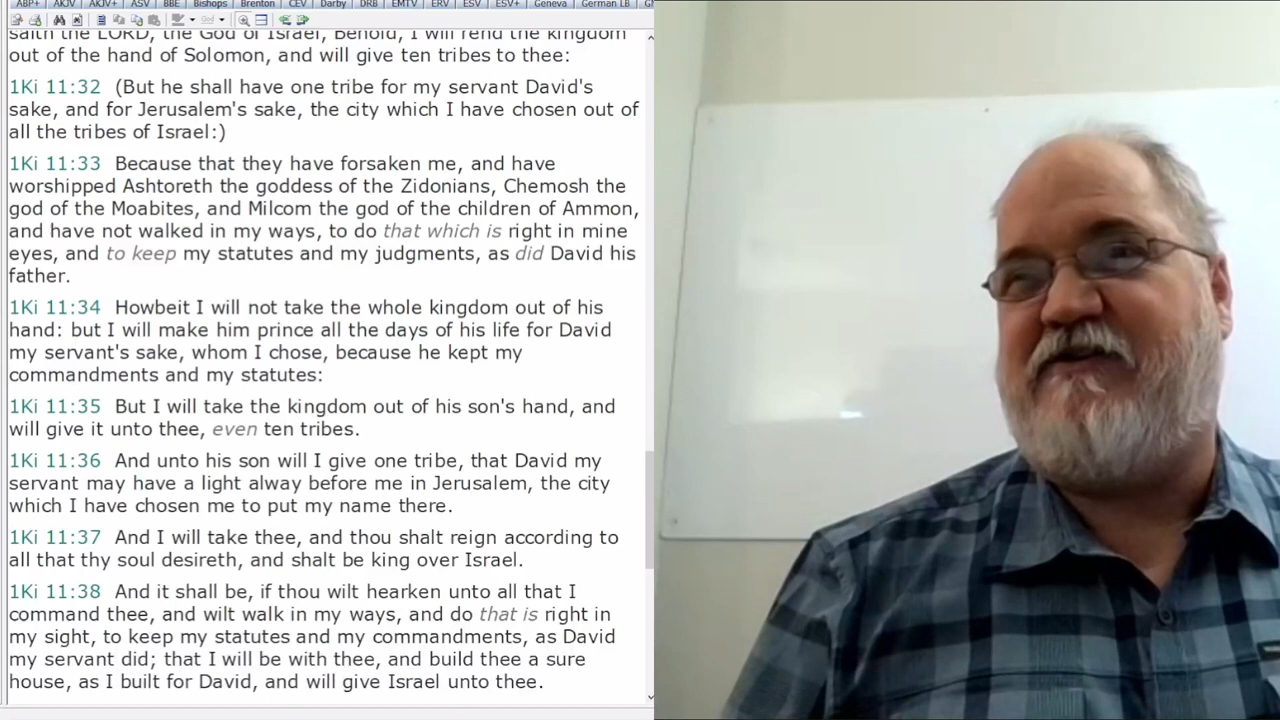 ABP+ AKJV AKJV+ ASV BBE Bishops Brenton CEV Darby DRB EMTV ERV ESV ESV+ Geneva German LB
saith the LORD, the God of Israel, Behold, I will rend the kingdom
out of the hand of Solomon, and will give ten tribes to thee:
1Ki 11:32 (But he shall have one tribe for my servant David's
sake, and for Jerusalem's sake, the city which I have chosen out of
all the tribes of Israel:)
1Ki 11:33 Because that they have forsaken me, and have
worshipped Ashtoreth the goddess of the Zidonians, Chemosh the
god of the Moabites, and Milcom the god of the children of Ammon,
and have not walked in my ways, to do that which is right in mine
eyes, and to keep my statutes and my judgments, as did David his
father.
1Ki 11:34 Howbeit I will not take the whole kingdom out of his
hand: but I will make him prince all the days of his life for David
my servant's sake, whom I chose, because he kept my
commandments and my statutes:
1Ki 11:35 But I will take the kingdom out of his son's hand, and
will give it unto thee, even ten tribes.
1Ki 11:36 And unto his son will I give one tribe, that David my
servant may have a light alway before me in Jerusalem, the city
which I have chosen me to put my name there.
1Ki 11:37 And I will take thee, and thou shalt reign according to
all that thy soul desireth, and shalt be king over Israel.
1Ki 11:38 And it shall be, if thou wilt hearken unto all that I
command thee, and wilt walk in my ways, and do that is right in
my sight, to keep my statutes and my commandments, as David
my servant did; that I will be with thee, and build thee a sure
house, as I built for David, and will give Israel unto thee.